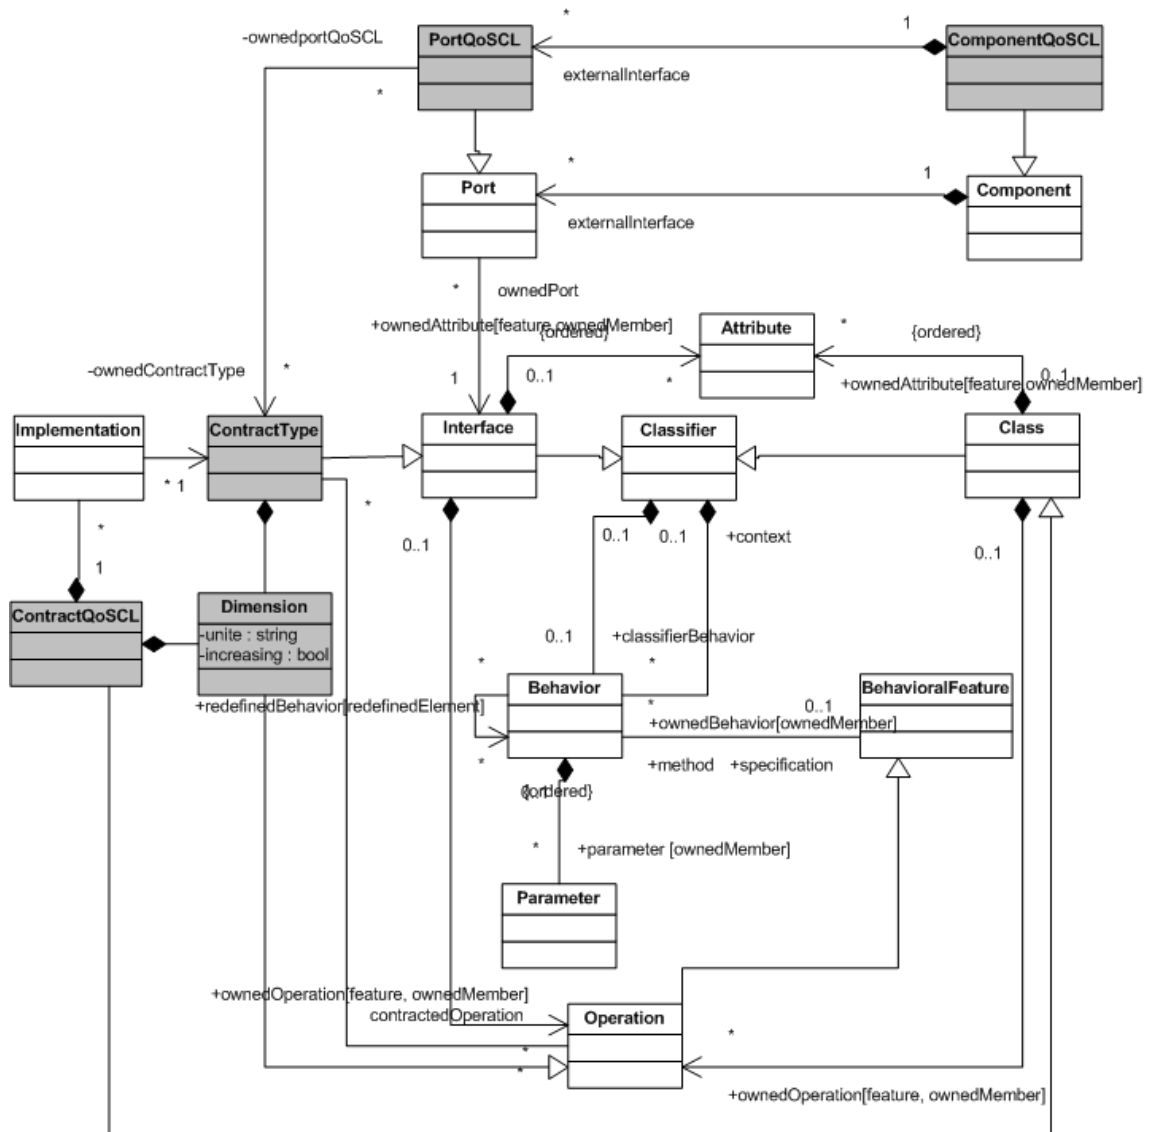 *
1
-ownedportQoSCL
PortQoSCL
ComponentQoSCL
externalInterface
*
*
1
Port
Component
externalInterface
*
ownedPort
+ownedAttribute[feature,ownedMember]
{ordered}
Attribute
*
{ordered}
-ownedContractType
*
1
0..1
*
0..1
+ownedAttribute[feature,ownedMember]
Implementation
ContractType
Interface
Classifier
Class
* 1
*
*
0..1
0..1
0..1
+context
0..1
1
ContractQoSCL
Dimension
-unite : string
-increasing : bool
0..1
+classifierBehavior
*
*
Behavior
BehavioralFeature
+redefinedBehavior[redefinedElement]
*
0..1
+ownedBehavior[ownedMember]
*
+method
+specification
{ordered}
*
+parameter [ownedMember]
Parameter
+ownedOperation[feature, ownedMember]
contractedOperation
Operation
*
*
*
+ownedOperation[feature, ownedMember]